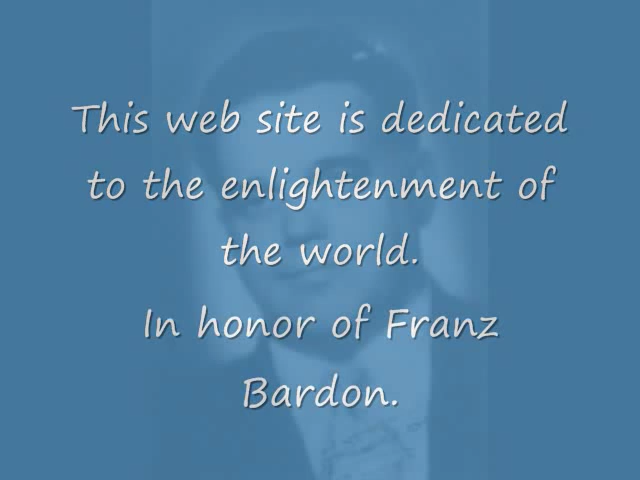 This web site is dedicated
to the enlightenment of
the world.
In honor of Franz
Bardon.